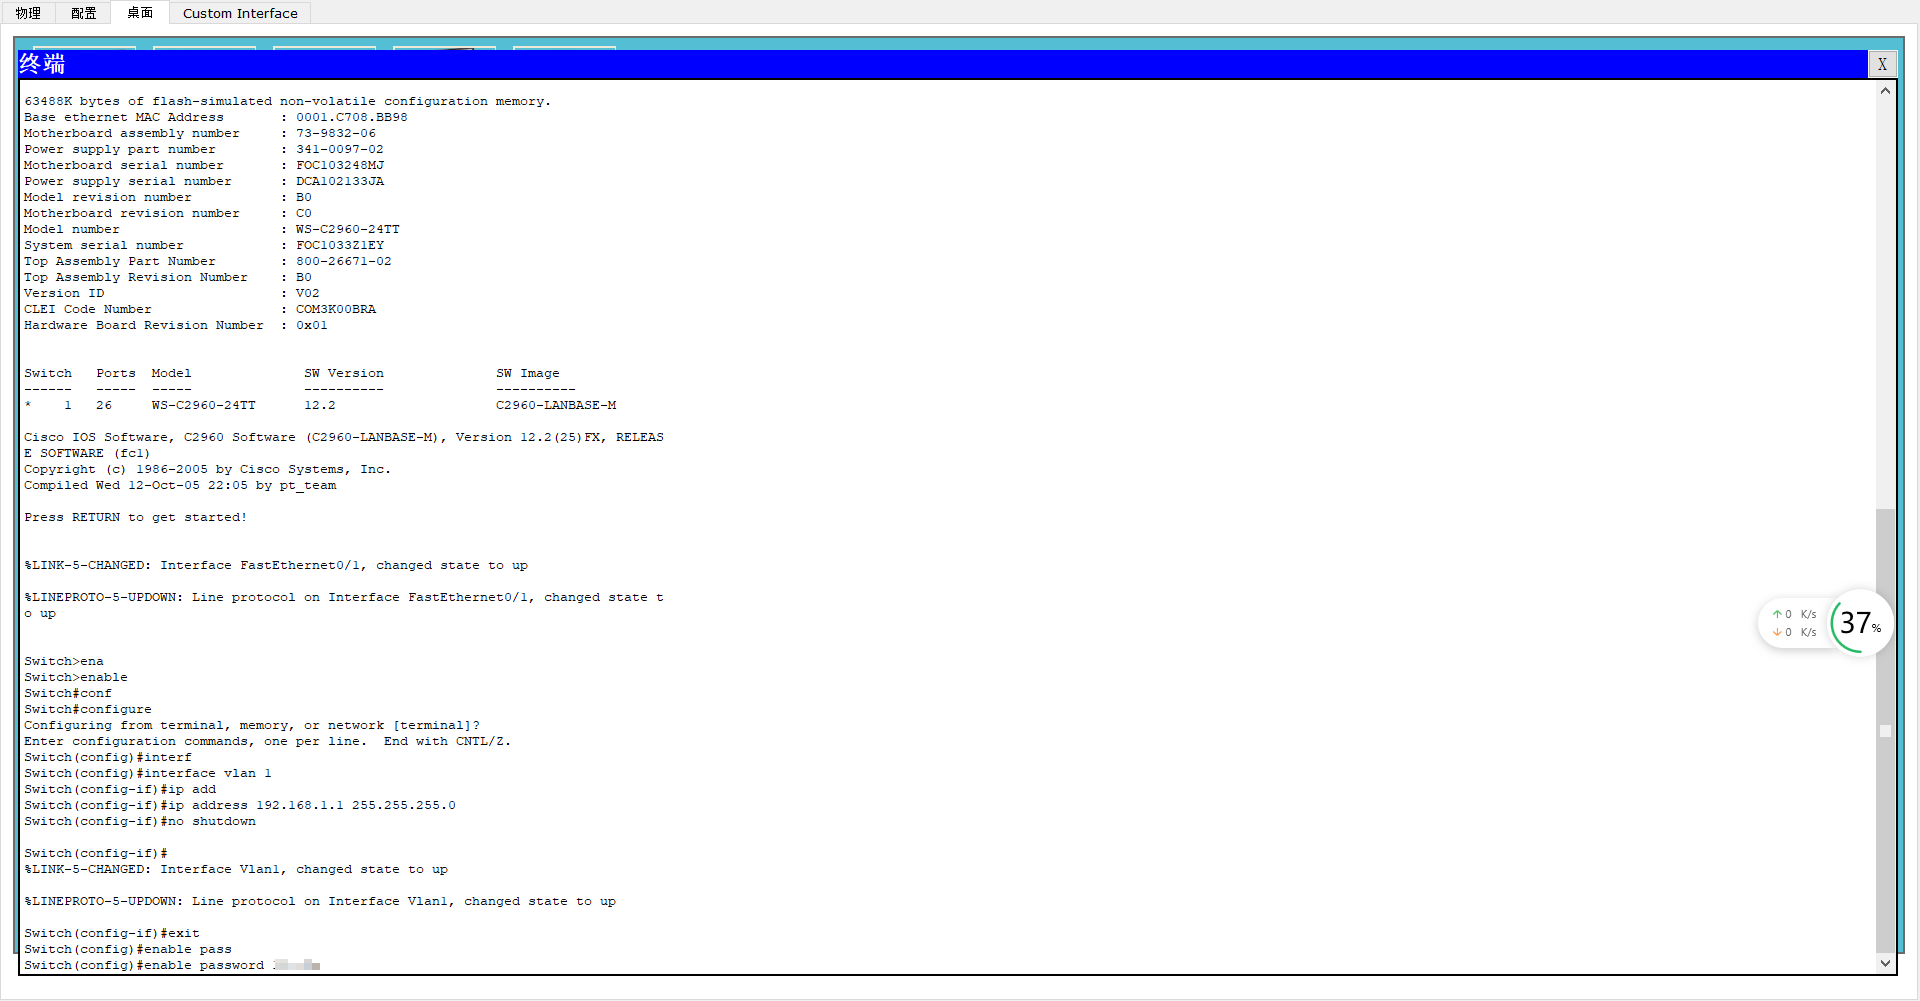 物理 配置 桌面 Custom Interface
终端 X
63488K bytes of flash-simulated non-volatile configuration memory.
Base ethernet MAC Address : 0001.C708.BB98
Motherboard assembly number : 73-9832-06
Power supply part number : 341-0097-02
Motherboard serial number : FOC103248MJ
Power supply serial number : DCA102133JA
Model revision number : B0
Motherboard revision number : C0
Model number : WS-C2960-24TT
System serial number : FOC1033Z1EY
Top Assembly Part Number : 800-26671-02
Top Assembly Revision Number : B0
Version ID : V02
CLEI Code Number : COM3K00BRA
Hardware Board Revision Number : 0x01
Switch Ports Model SW Version SW Image
------ ----- ----- ---------- ----------
* 1 26 WS-C2960-24TT 12.2 C2960-LANBASE-M
Cisco IOS Software, C2960 Software (C2960-LANBASE-M), Version 12.2(25)FX, RELEAS
E SOFTWARE (fc1)
Copyright (c) 1986-2005 by Cisco Systems, Inc.
Compiled Wed 12-Oct-05 22:05 by pt_team
Press RETURN to get started!
%LINK-5-CHANGED: Interface FastEthernet0/1, changed state to up
%LINEPROTO-5-UPDOWN: Line protocol on Interface FastEthernet0/1, changed state t
o up
↑ 0 K/s
↓ 0 K/s
37%
Switch>ena
Switch>enable
Switch#conf
Switch#configure
Configuring from terminal, memory, or network [terminal]?
Enter configuration commands, one per line.  End with CNTL/Z.
Switch(config)#interf
Switch(config)#interface vlan 1
Switch(config-if)#ip add
Switch(config-if)#ip address 192.168.1.1 255.255.255.0
Switch(config-if)#no shutdown
Switch(config-if)#
%LINK-5-CHANGED: Interface Vlan1, changed state to up
%LINEPROTO-5-UPDOWN: Line protocol on Interface Vlan1, changed state to up
Switch(config-if)#exit
Switch(config)#enable pass
Switch(config)#enable password